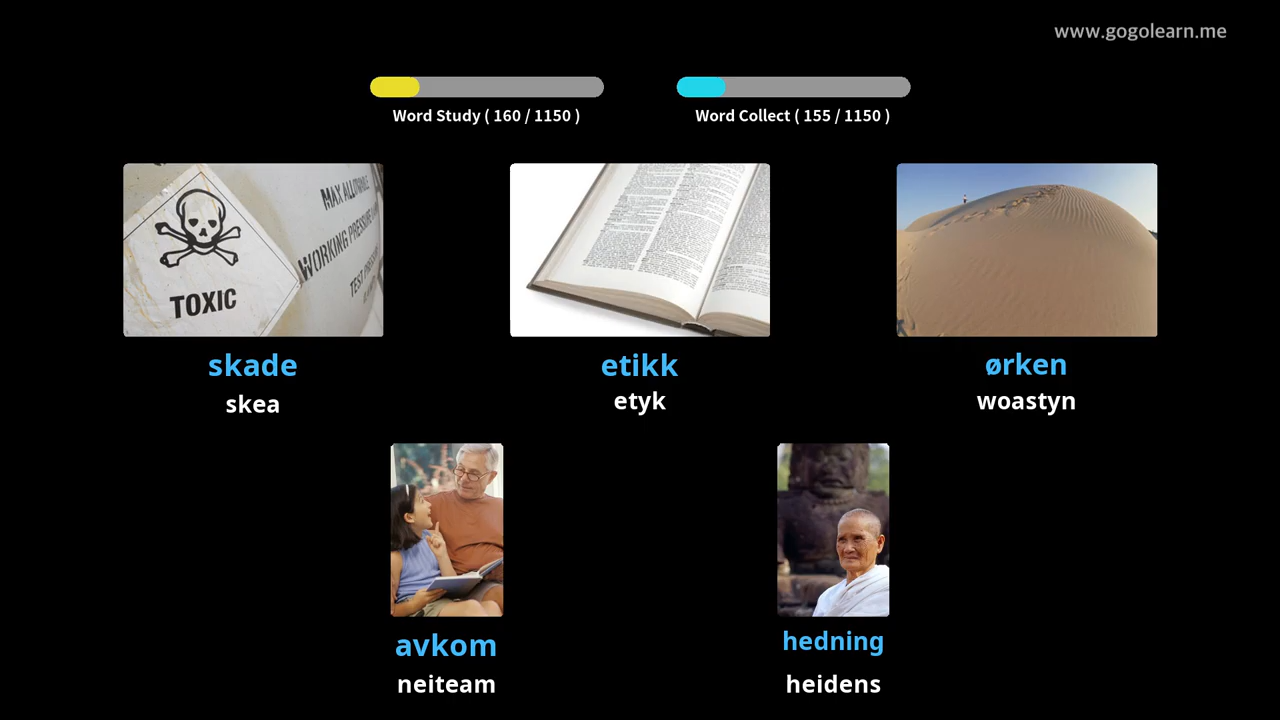 www.gogolearn.me
Word Study ( 160 / 1150 )
Word Collect ( 155 / 1150 )
MAX ALLOWABLE
WORKING PRESSURE
TOXIC
skade
skea
etikk
etyk
ørken
woastyn
avkom
neiteam
hedning
heidens